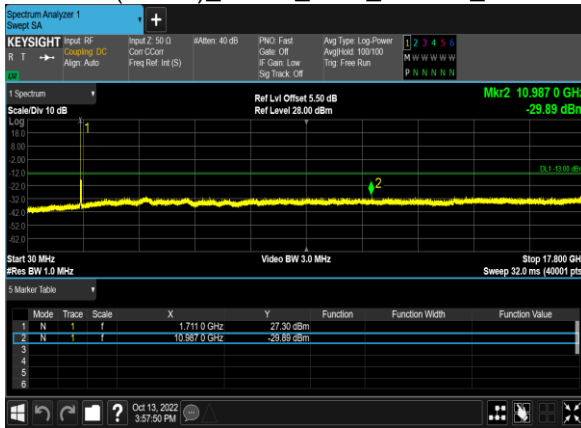 Spectrum Analyzer 1
Swept SA
+
KEYSIGHT Input: RF Input Z: 50 Ω #Atten: 40 dB PNO: Fast Avg Type: Log-Power 1 2 3 4 5 6
R T Coupling: DC Corr CCorr Gate: Off Avg|Hold: 100/100 M W W W W W
Align: Auto Freq Ref: Int (S) IF Gain: Low Trig: Free Run P N N N N N
Sig Track: Off
1 Spectrum Ref Lvl Offset 5.50 dB Mkr2 10.987 0 GHz
Scale/Div 10 dB Ref Level 28.00 dBm -29.89 dBm
Log
18.0
8.00
-2.00
-12.0 DL1 -13.00 dBm
-22.0
-32.0
-42.0
-52.0
-62.0
1
2
Start 30 MHz Video BW 3.0 MHz Stop 17.800 GH
#Res BW 1.0 MHz Sweep 32.0 ms (40001 pts
5 Marker Table
Mode Trace Scale X Y Function Function Width Function Value
1 N 1 f 1.711 0 GHz 27.30 dBm
2 N 1 f 10.987 0 GHz -29.89 dBm
3
4
5
6
? Oct 13, 2022
3:57:50 PM